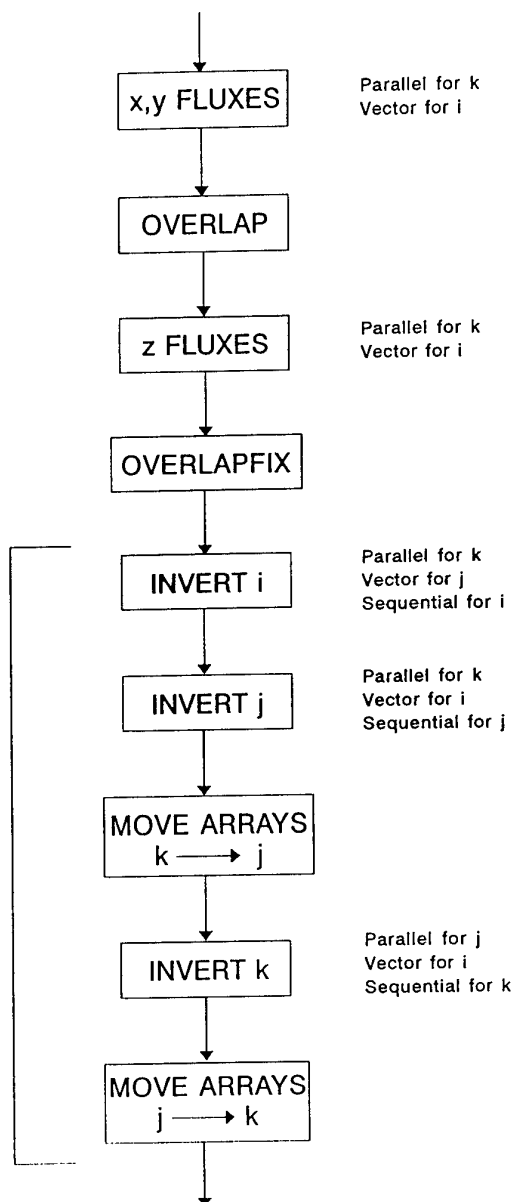 x,y FLUXES
Parallel for k
Vector for i
OVERLAP
z FLUXES
Parallel for k
Vector for i
OVERLAPFIX
INVERT i
Parallel for k
Vector for j
Sequential for i
INVERT j
Parallel for k
Vector for i
Sequential for j
MOVE ARRAYS
k → j
INVERT k
Parallel for j
Vector for i
Sequential for k
MOVE ARRAYS
j → k